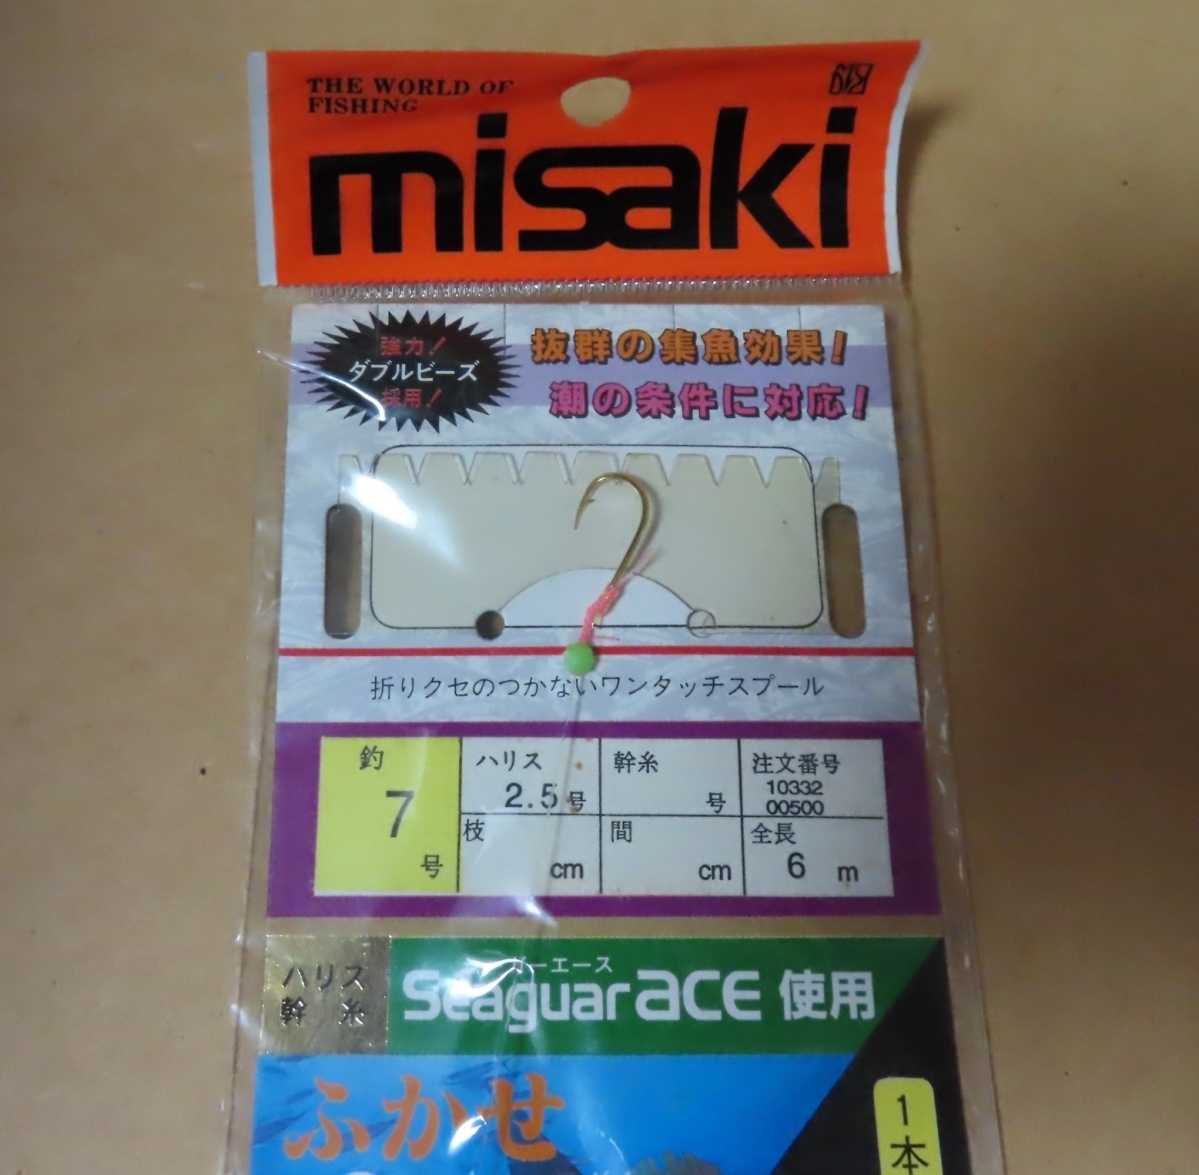 THE WORLD OF
FISHING
misaki
強力!
ダブルビーズ
採用!
抜群の集魚効果!
潮の条件に対応!
折りクセのつかないワンタッチスプール
釣
7
号
ハリス
2.5号
幹糸
号
注文番号
10332
00500
枝
cm
間
cm
全長
6 m
ハリス
幹糸
ーエース
Seaguar ACE 使用
ふかせ
1
本